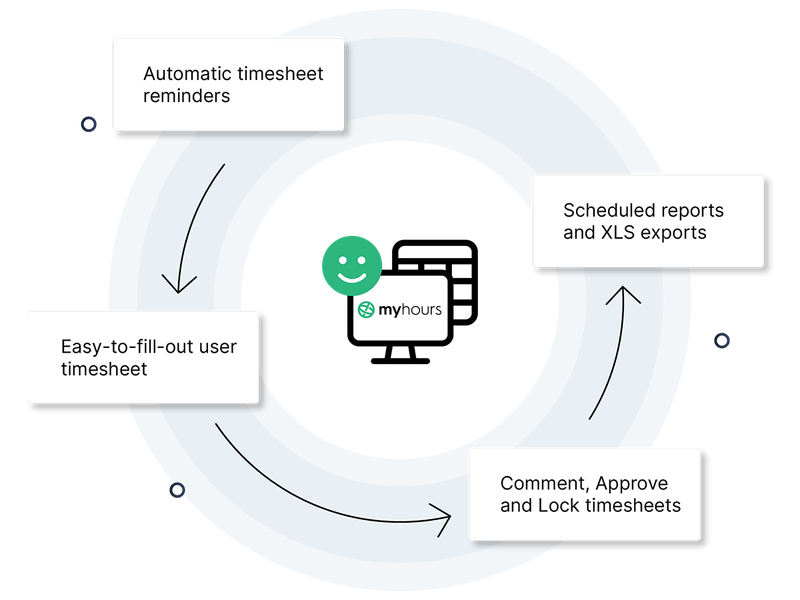 Automatic timesheet
reminders
Scheduled reports
and XLS exports
myhours
Easy-to-fill-out user
timesheet
Comment, Approve
and Lock timesheets